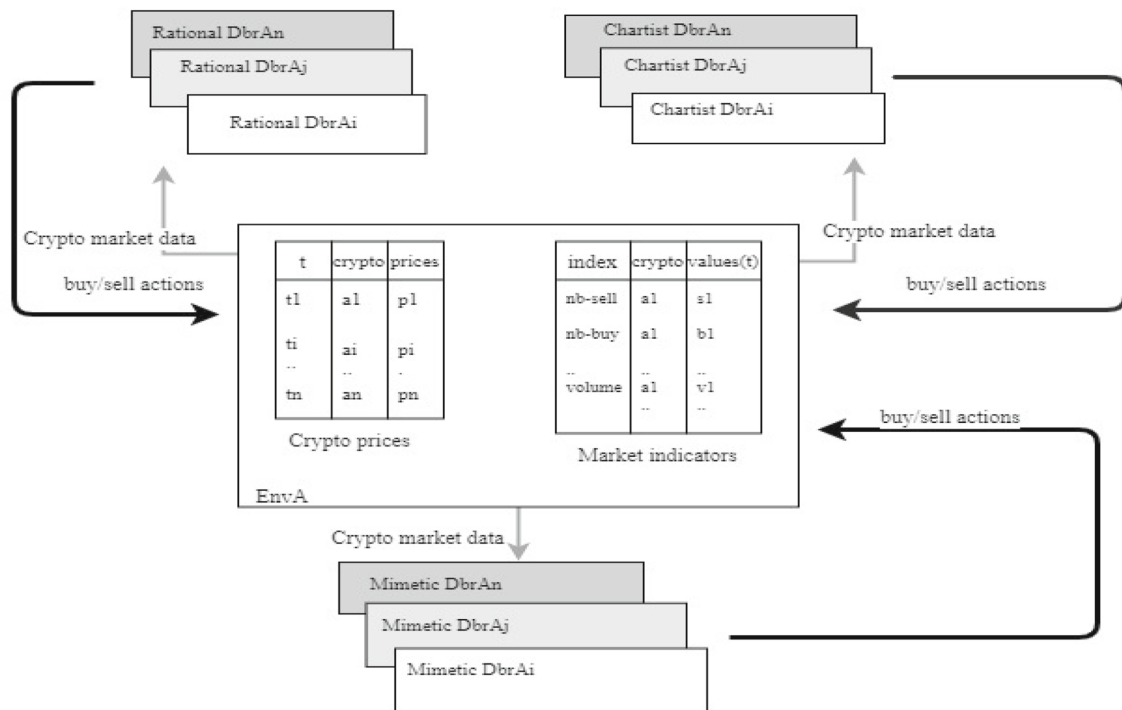 Rational DbrAn
Rational DbrAj
Rational DbrAi
Chartist DbrAn
Chartist DbrAj
Chartist DbrAi
Crypto market data
buy/sell actions
Crypto market data
buy/sell actions
t crypto prices
t1 a1 p1
ti ai pi
.. .. .
tn an pn
Crypto prices
index crypto values(t)
nb-sell a1 s1
nb-buy a1 b1
.. .. ..
volume a1 v1
.. ..
Market indicators
EnvA
buy/sell actions
Crypto market data
Mimetic DbrAn
Mimetic DbrAj
Mimetic DbrAi